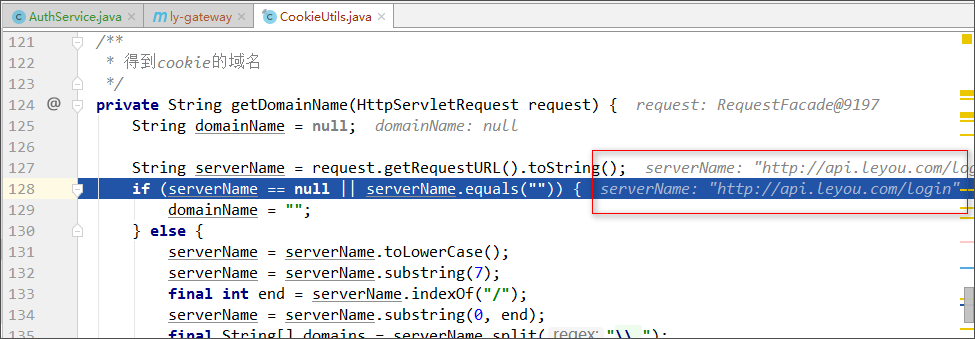 AuthService.java × ly-gateway × CookieUtils.java ×
121 /**
122 * 得到cookie的域名
123 */
124 @ private String getDomainName(HttpServletRequest request) { request: RequestFacade@9197
125 String domainName = null; domainName: null
126
127 String serverName = request.getRequestURL().toString(); serverName: "http://api.leyou.com/log
128 if (serverName == null || serverName.equals("")) { serverName: "http://api.leyou.com/login"
129 domainName = "";
130 } else {
131 serverName = serverName.toLowerCase();
132 serverName = serverName.substring(7);
133 final int end = serverName.indexOf("/");
134 serverName = serverName.substring(0, end);
135 final String[] domains = serverName.split( regex: "\\